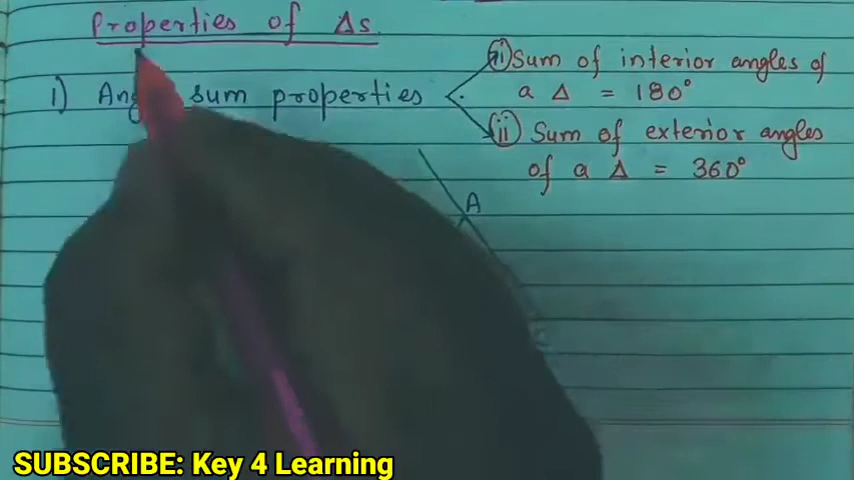 Properties of Δs.
1) Ang sum properties
(i) Sum of interior angles of
a Δ = 180°
(ii) Sum of exterior angles
of a Δ = 360°
A
SUBSCRIBE: Key 4 Learning